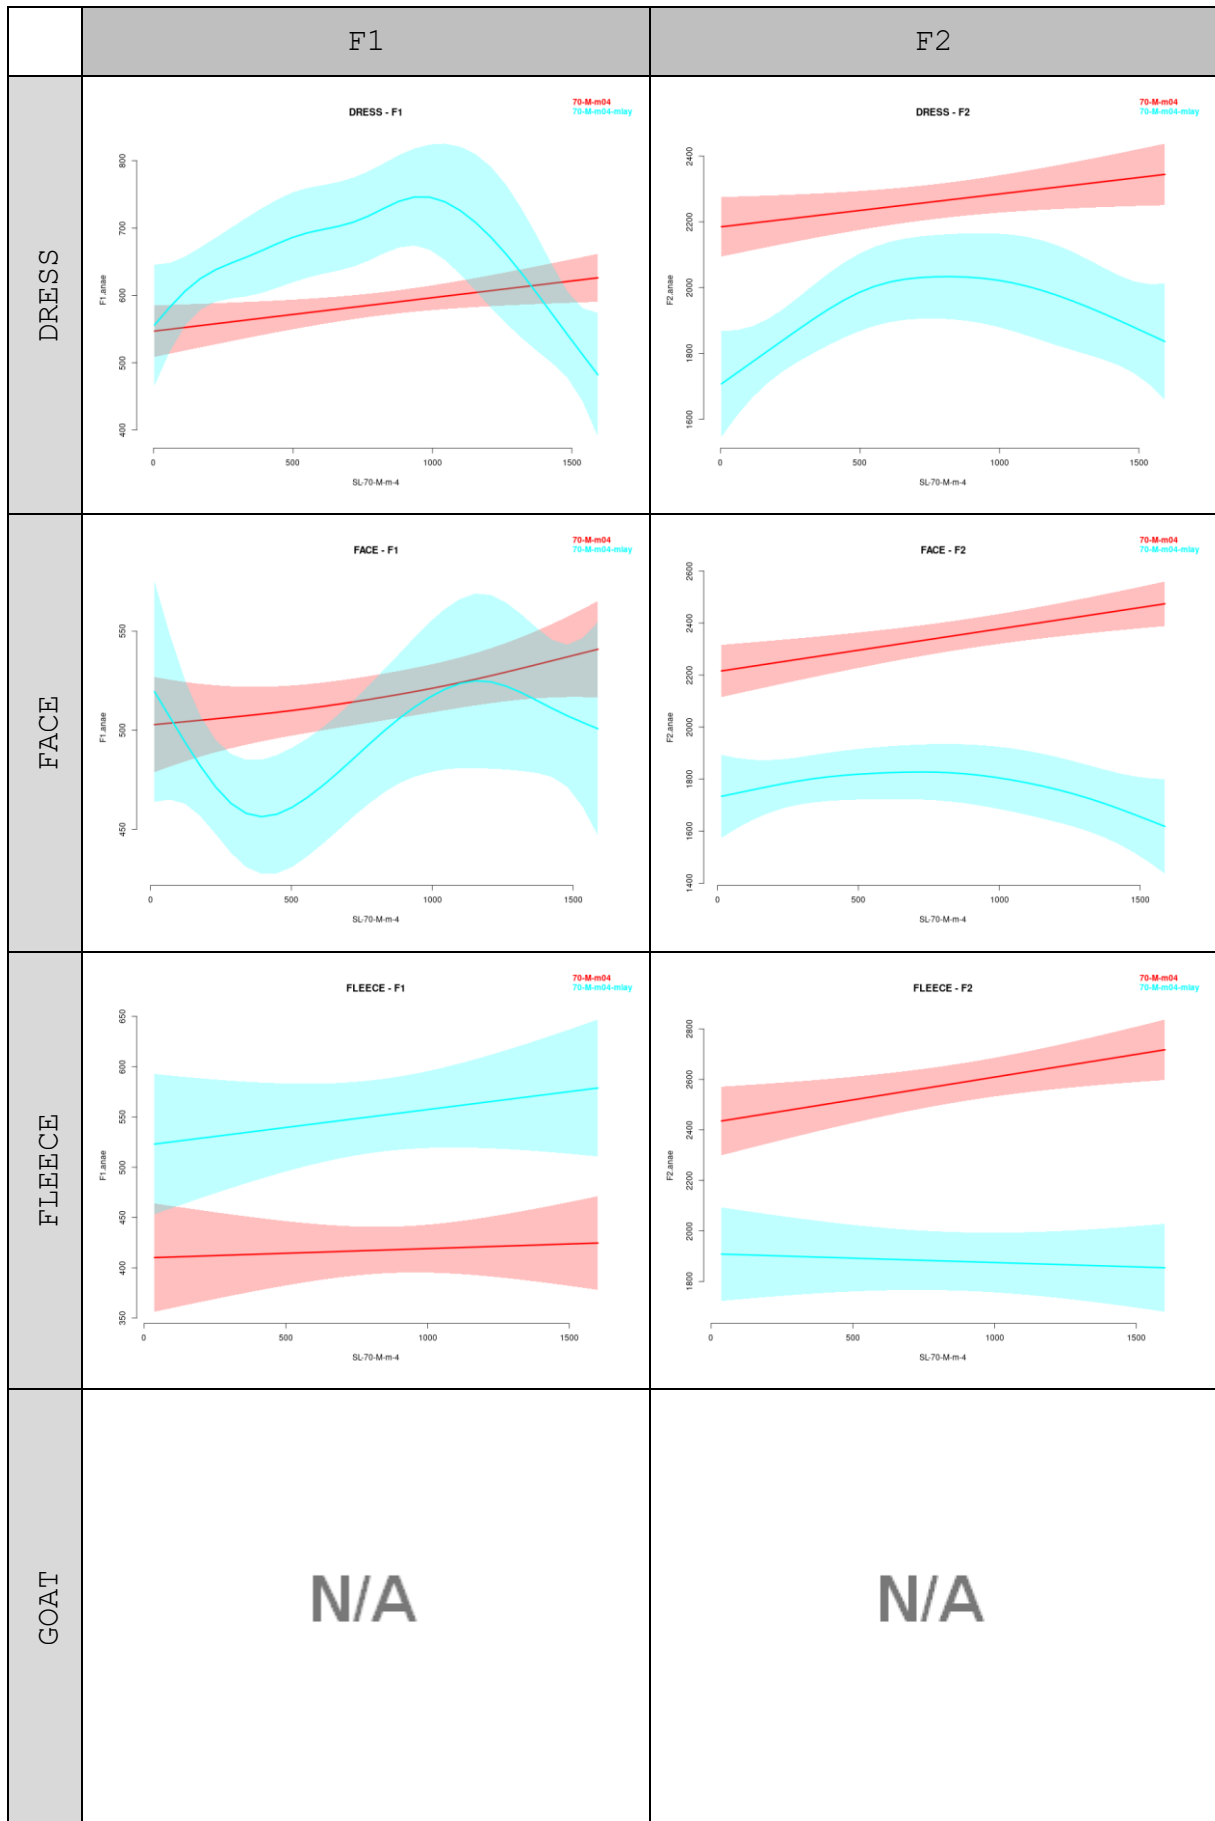 F1
F2
DRESS
DRESS - F1
70-M-m04
70-M-m04-mlay
F1.anae
400
500
600
700
800
0
500
1000
1500
SL-70-M-m-4
DRESS - F2
70-M-m04
70-M-m04-mlay
F2.anae
1600
1800
2000
2200
2400
0
500
1000
1500
SL-70-M-m-4
FACE
FACE - F1
70-M-m04
70-M-m04-mlay
F1.anae
450
500
550
0
500
1000
1500
SL-70-M-m-4
FACE - F2
70-M-m04
70-M-m04-mlay
F2.anae
1400
1600
1800
2000
2200
2400
2600
0
500
1000
1500
SL-70-M-m-4
FLEECE
FLEECE - F1
70-M-m04
70-M-m04-mlay
F1.anae
350
400
450
500
550
600
650
0
500
1000
1500
SL-70-M-m-4
FLEECE - F2
70-M-m04
70-M-m04-mlay
F2.anae
1800
2000
2200
2400
2600
2800
0
500
1000
1500
SL-70-M-m-4
GOAT
N/A
N/A